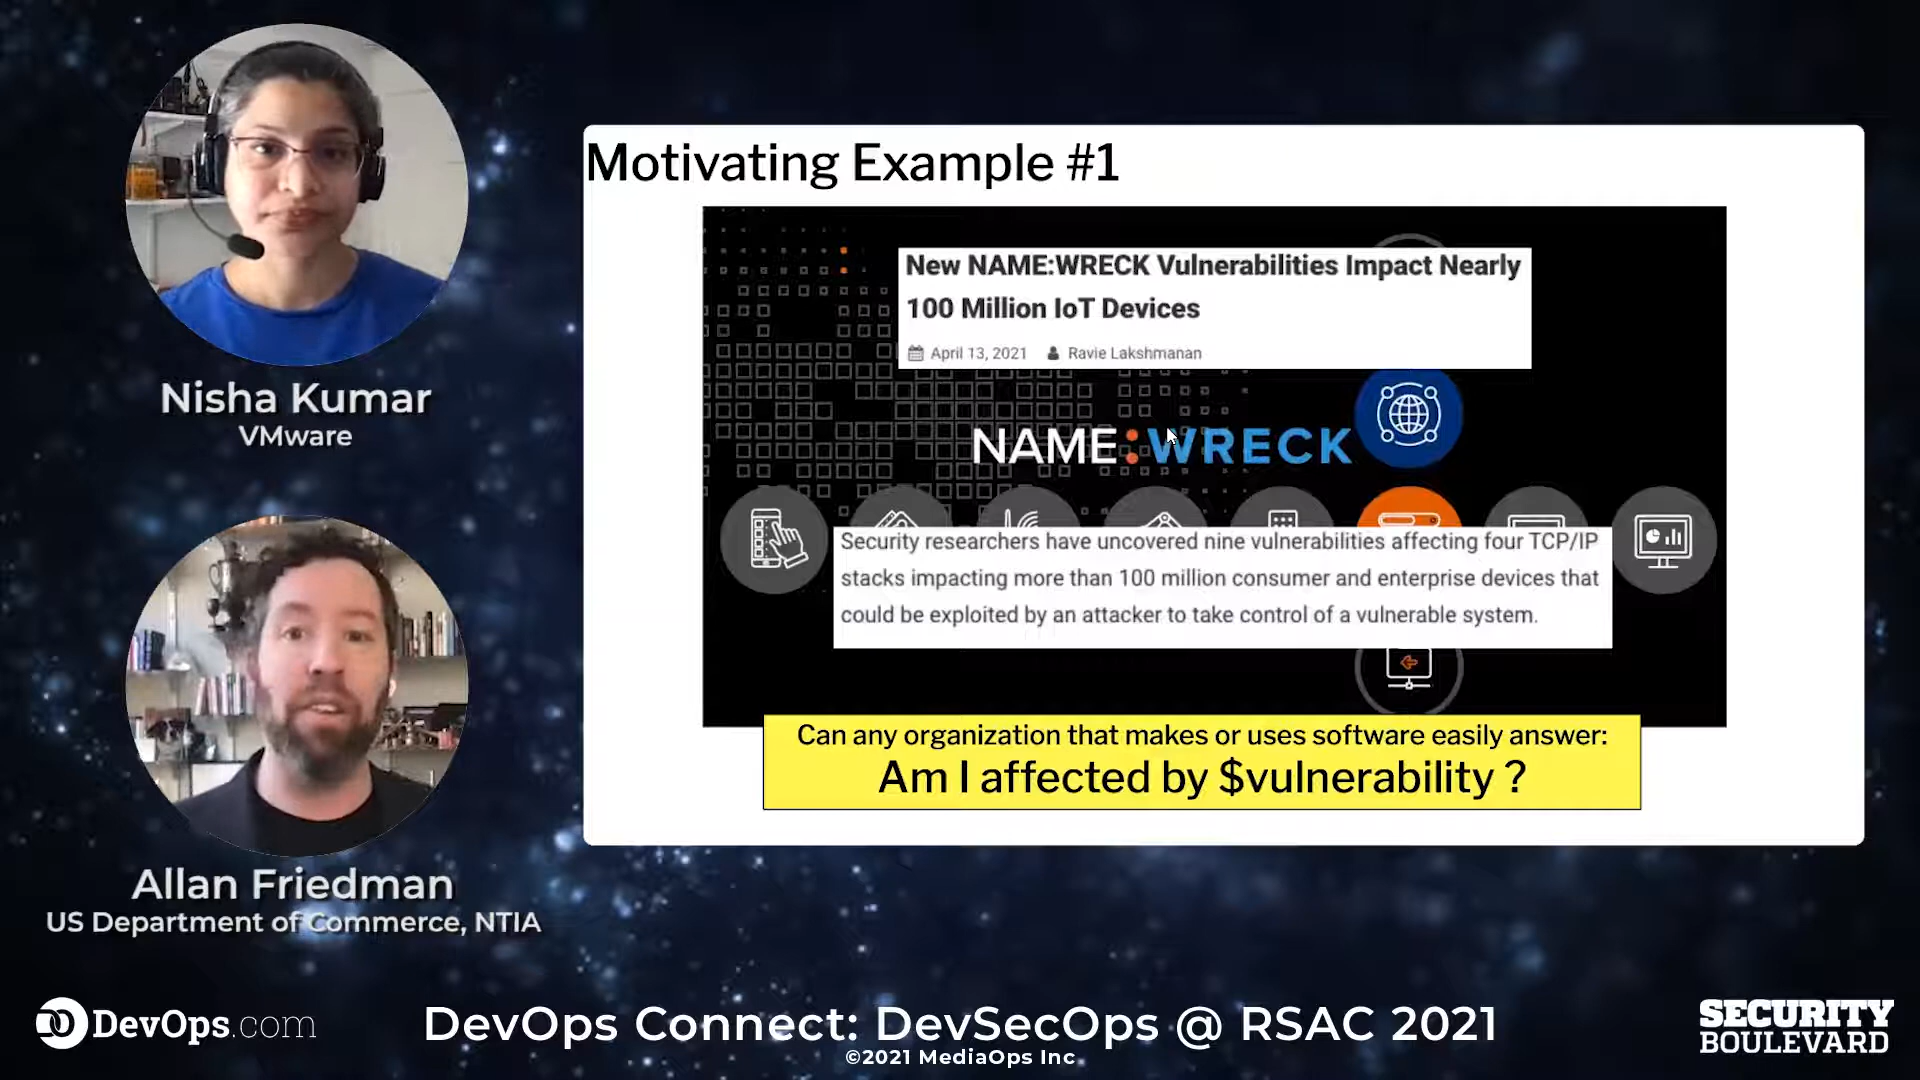 Nisha Kumar
VMware
Allan Friedman
US Department of Commerce, NTIA
Motivating Example #1
New NAME:WRECK Vulnerabilities Impact Nearly
100 Million IoT Devices
April 13, 2021 Ravie Lakshmanan
NAME:WRECK
Security researchers have uncovered nine vulnerabilities affecting four TCP/IP
stacks impacting more than 100 million consumer and enterprise devices that
could be exploited by an attacker to take control of a vulnerable system.
Can any organization that makes or uses software easily answer:
Am I affected by $vulnerability ?
DevOps.com
DevOps Connect: DevSecOps @ RSAC 2021
©2021 MediaOps Inc
SECURITY
BOULEVARD